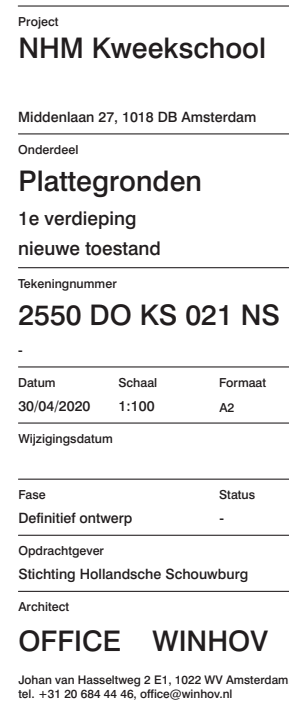 Project
NHM Kweekschool
Middenlaan 27, 1018 DB Amsterdam
Onderdeel
Plattegronden
1e verdieping
nieuwe toestand
Tekeningnummer
2550 DO KS 021 NS
-
Datum Schaal Formaat
30/04/2020 1:100 A2
Wijzigingsdatum
Fase Status
Definitief ontwerp -
Opdrachtgever
Stichting Hollandsche Schouwburg
Architect
OFFICE WINHOV
Johan van Hasseltweg 2 E1, 1022 WV Amsterdam
tel. +31 20 684 44 46, office@winhov.nl